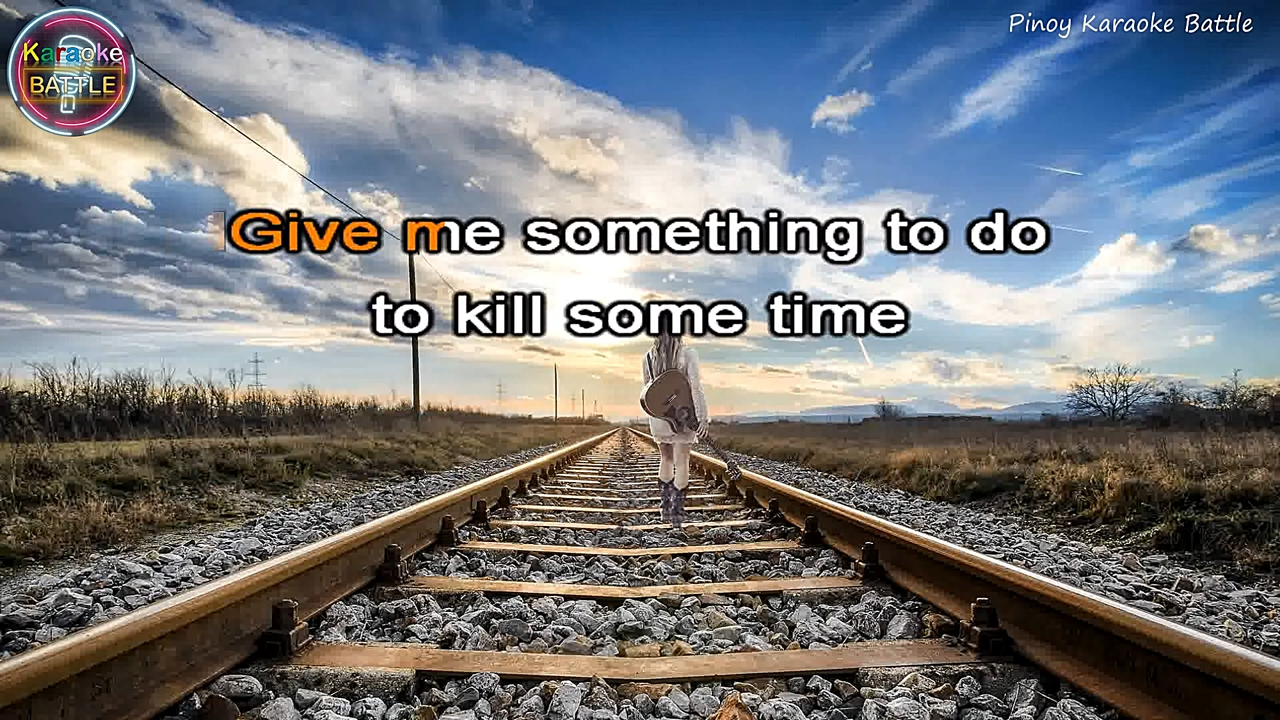 Karaoke
BATTLE
Pinoy Karaoke Battle
Give me something to do
to kill some time